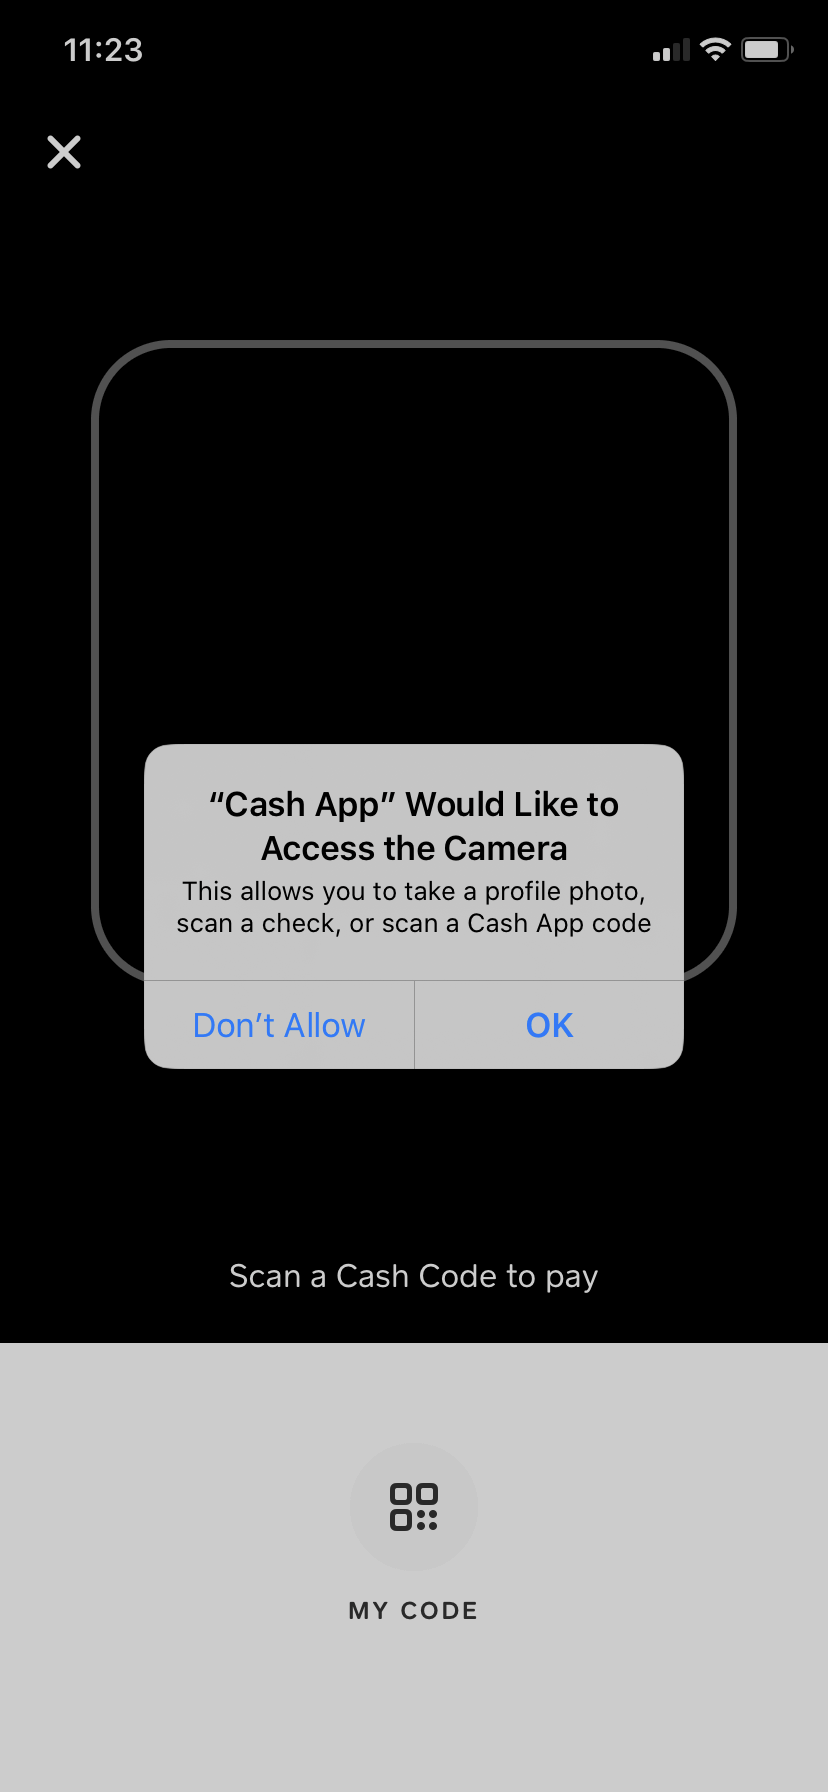 11:23
“Cash App” Would Like to
Access the Camera
This allows you to take a profile photo,
scan a check, or scan a Cash App code
Don’t Allow
OK
Scan a Cash Code to pay
MY CODE